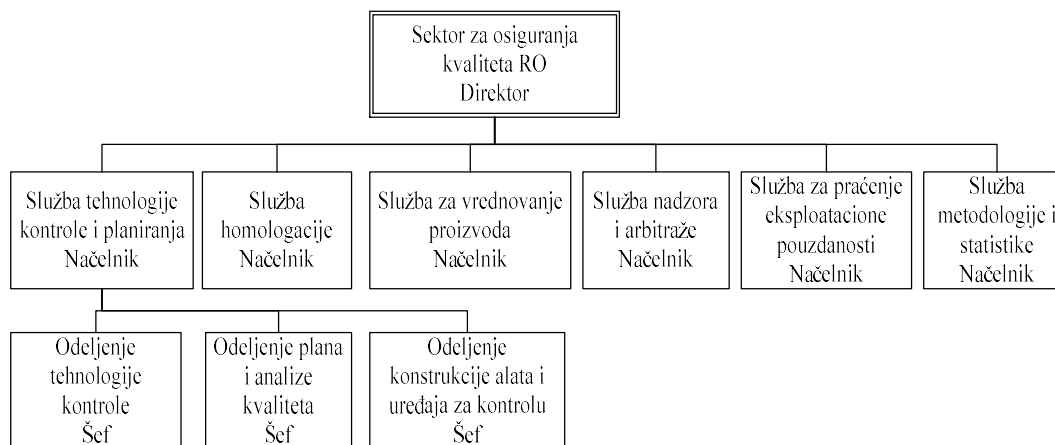 Sektor za osiguranja
kvaliteta RO
Direktor
Služba tehnologije
kontrole i planiranja
Načelnik
Služba
homologacije
Načelnik
Služba za vrednovanje
proizvoda
Načelnik
Služba nadzora
i arbitraže
Načelnik
Služba za praćenje
eksploatacione
pouzdanosti
Načelnik
Služba
metodologije i
statistike
Načelnik
Odeljenje
tehnologije
kontrole
Šef
Odeljenje plana
i analize
kvaliteta
Šef
Odeljenje
konstrukcije alata i
uređaja za kontrolu
Šef